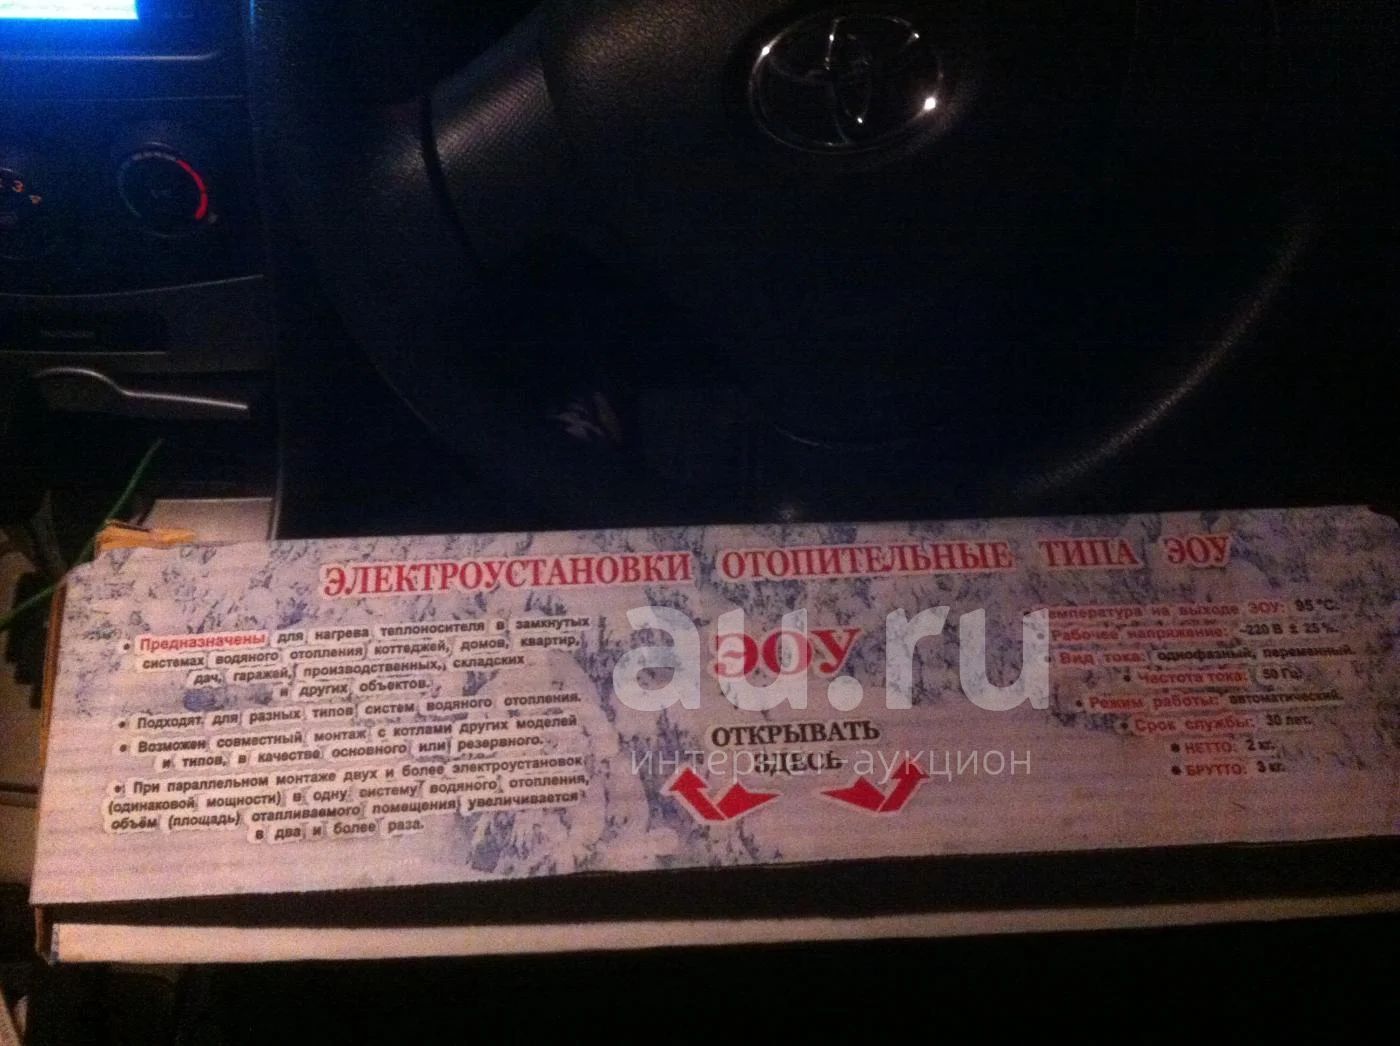 ЭЛЕКТРОУСТАНОВКИ ОТОПИТЕЛЬНЫЕ ТИПА ЭОУ
• Предназначены для нагрева теплоносителя в замкнутых
системах водяного отопления коттеджей, домов, квартир,
дач, гаражей, производственных, складских
и других объектов.
• Подходят для разных типов систем водяного отопления.
• Возможен совместный монтаж с котлами других моделей
и типов, в качестве основного или резервного.
• При параллельном монтаже двух и более электроустановок
(одинаковой мощности) в одну систему водяного отопления,
объём (площадь) отапливаемого помещения увеличивается
в два и более раза.
ЭОУ
ОТКРЫВАТЬ
ЗДЕСЬ
au.ru
интернет-аукцион
• Температура на выходе ЭОУ: 95 °C.
• Рабочее напряжение: ~220 В ± 25 %.
• Вид тока: однофазный, переменный.
• Частота тока: 50 Гц.
• Режим работы: автоматический.
• Срок службы: 30 лет.
• НЕТТО: 2 кг.
• БРУТТО: 3 кг.